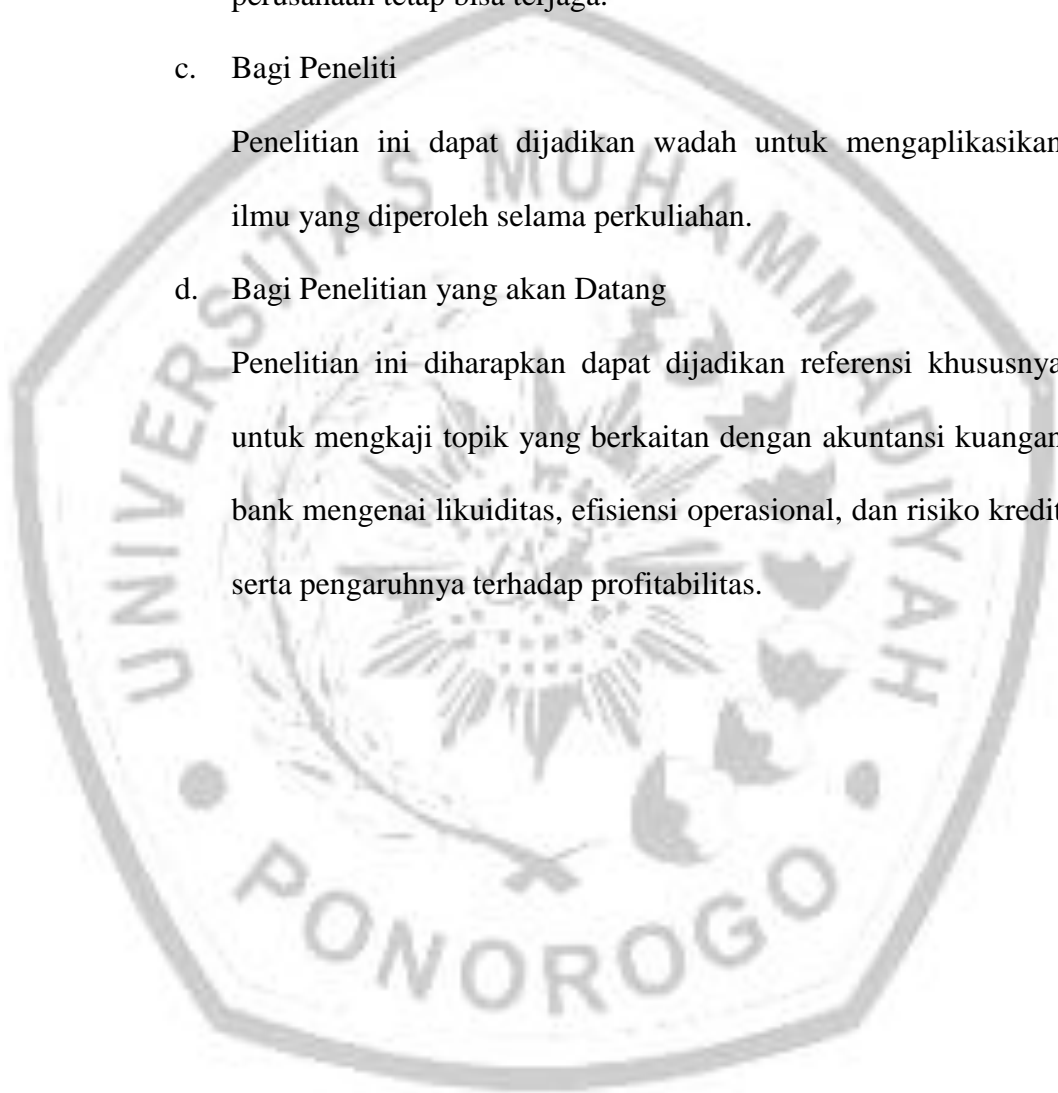 perusahaan tetap bisa terjaga.
c. Bagi Peneliti
Penelitian ini dapat dijadikan wadah untuk mengaplikasikan
ilmu yang diperoleh selama perkuliahan.
d. Bagi Penelitian yang akan Datang
Penelitian ini diharapkan dapat dijadikan referensi khususnya
untuk mengkaji topik yang berkaitan dengan akuntansi kuangan
bank mengenai likuiditas, efisiensi operasional, dan risiko kredit
serta pengaruhnya terhadap profitabilitas.
UNIVERSITAS MUHAMMADIYAH
PONOROGO